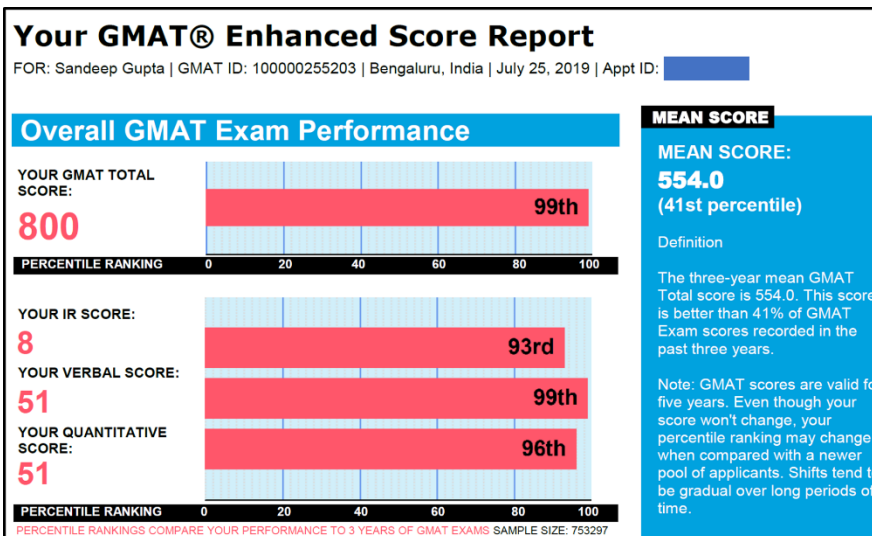 Your GMAT® Enhanced Score Report
FOR: Sandeep Gupta | GMAT ID: 100000255203 | Bengaluru, India | July 25, 2019 | Appt ID:
Overall GMAT Exam Performance
YOUR GMAT TOTAL
SCORE:
800
99th
PERCENTILE RANKING 0 20 40 60 80 100
YOUR IR SCORE:
8
93rd
YOUR VERBAL SCORE:
51
99th
YOUR QUANTITATIVE
SCORE:
51
96th
PERCENTILE RANKING 0 20 40 60 80 100
PERCENTILE RANKINGS COMPARE YOUR PERFORMANCE TO 3 YEARS OF GMAT EXAMS SAMPLE SIZE: 753297
MEAN SCORE
MEAN SCORE:
554.0
(41st percentile)
Definition
The three-year mean GMAT
Total score is 554.0. This score
is better than 41% of GMAT
Exam scores recorded in the
past three years.
Note: GMAT scores are valid fo
five years. Even though your
score won't change, your
percentile ranking may change
when compared with a newer
pool of applicants. Shifts tend t
be gradual over long periods of
time.